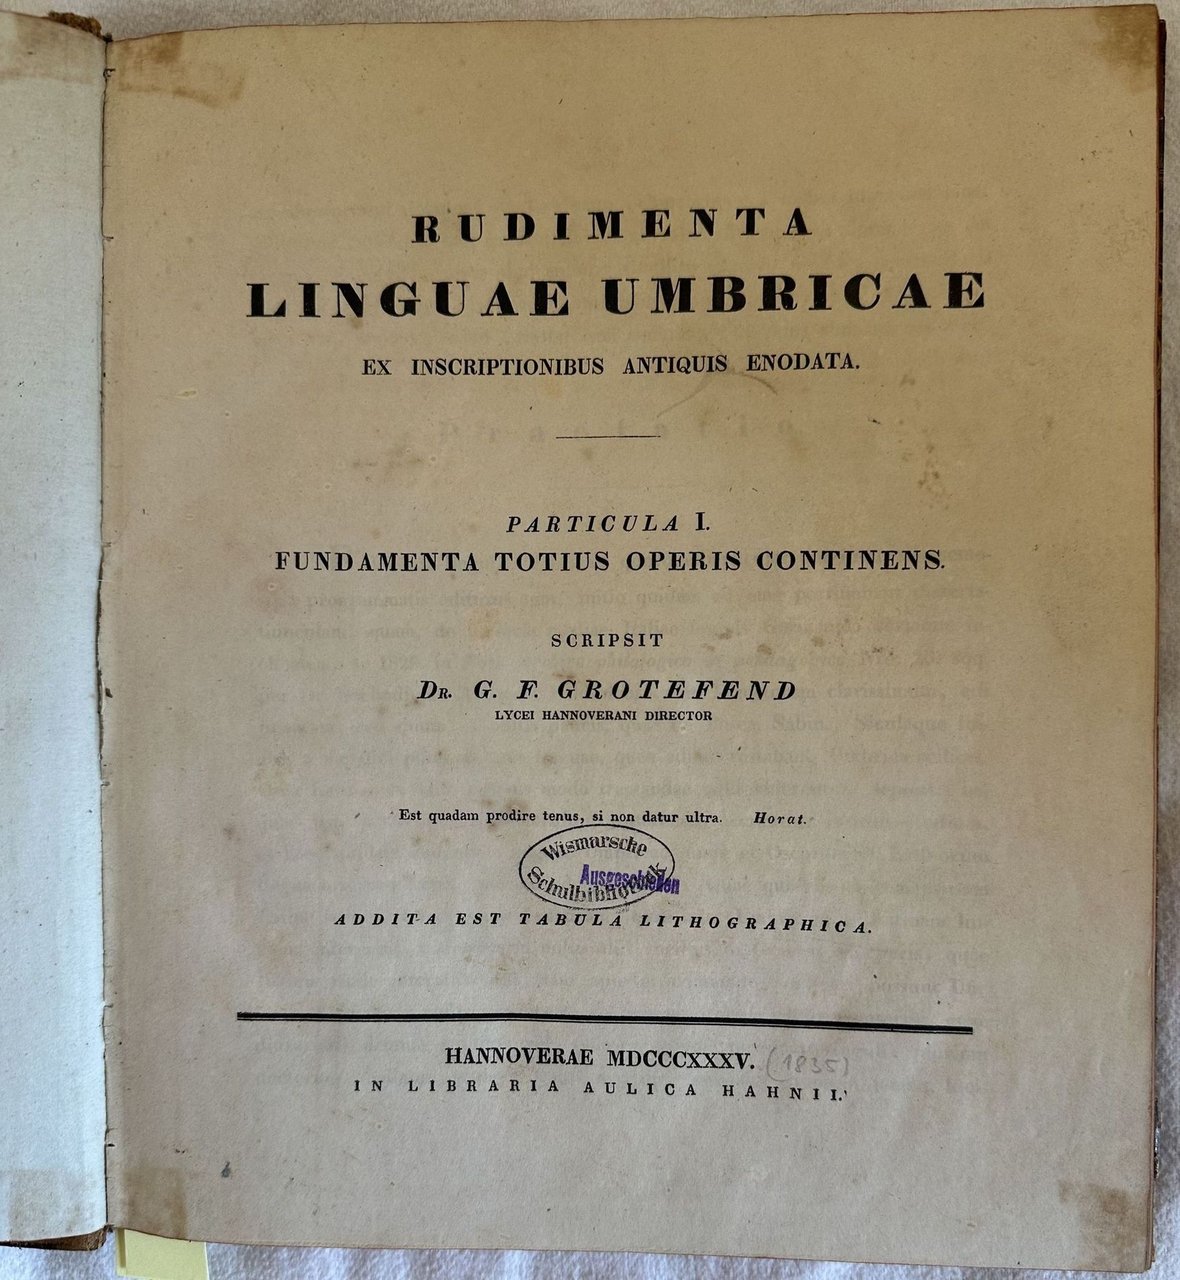 RUDIMENTA
LINGUAE UMBRICAE
EX INSCRIPTIONIBUS ANTIQUIS ENODATA.
PARTICULA I.
FUNDAMENTA TOTIUS OPERIS CONTINENS.
SCRIPSIT
DR. G. F. GROTEFEND
LYCEI HANNOVERANI DIRECTOR
Est quadam prodire tenus, si non datur ultra. Horat.
Wismarsche
Ausgeschieden
Schulbibliothek
ADDITA EST TABULA LITHOGRAPHICA.
HANNOVERAE MDCCCXXXV. (1835)
IN LIBRARIA AULICA HAHNII.